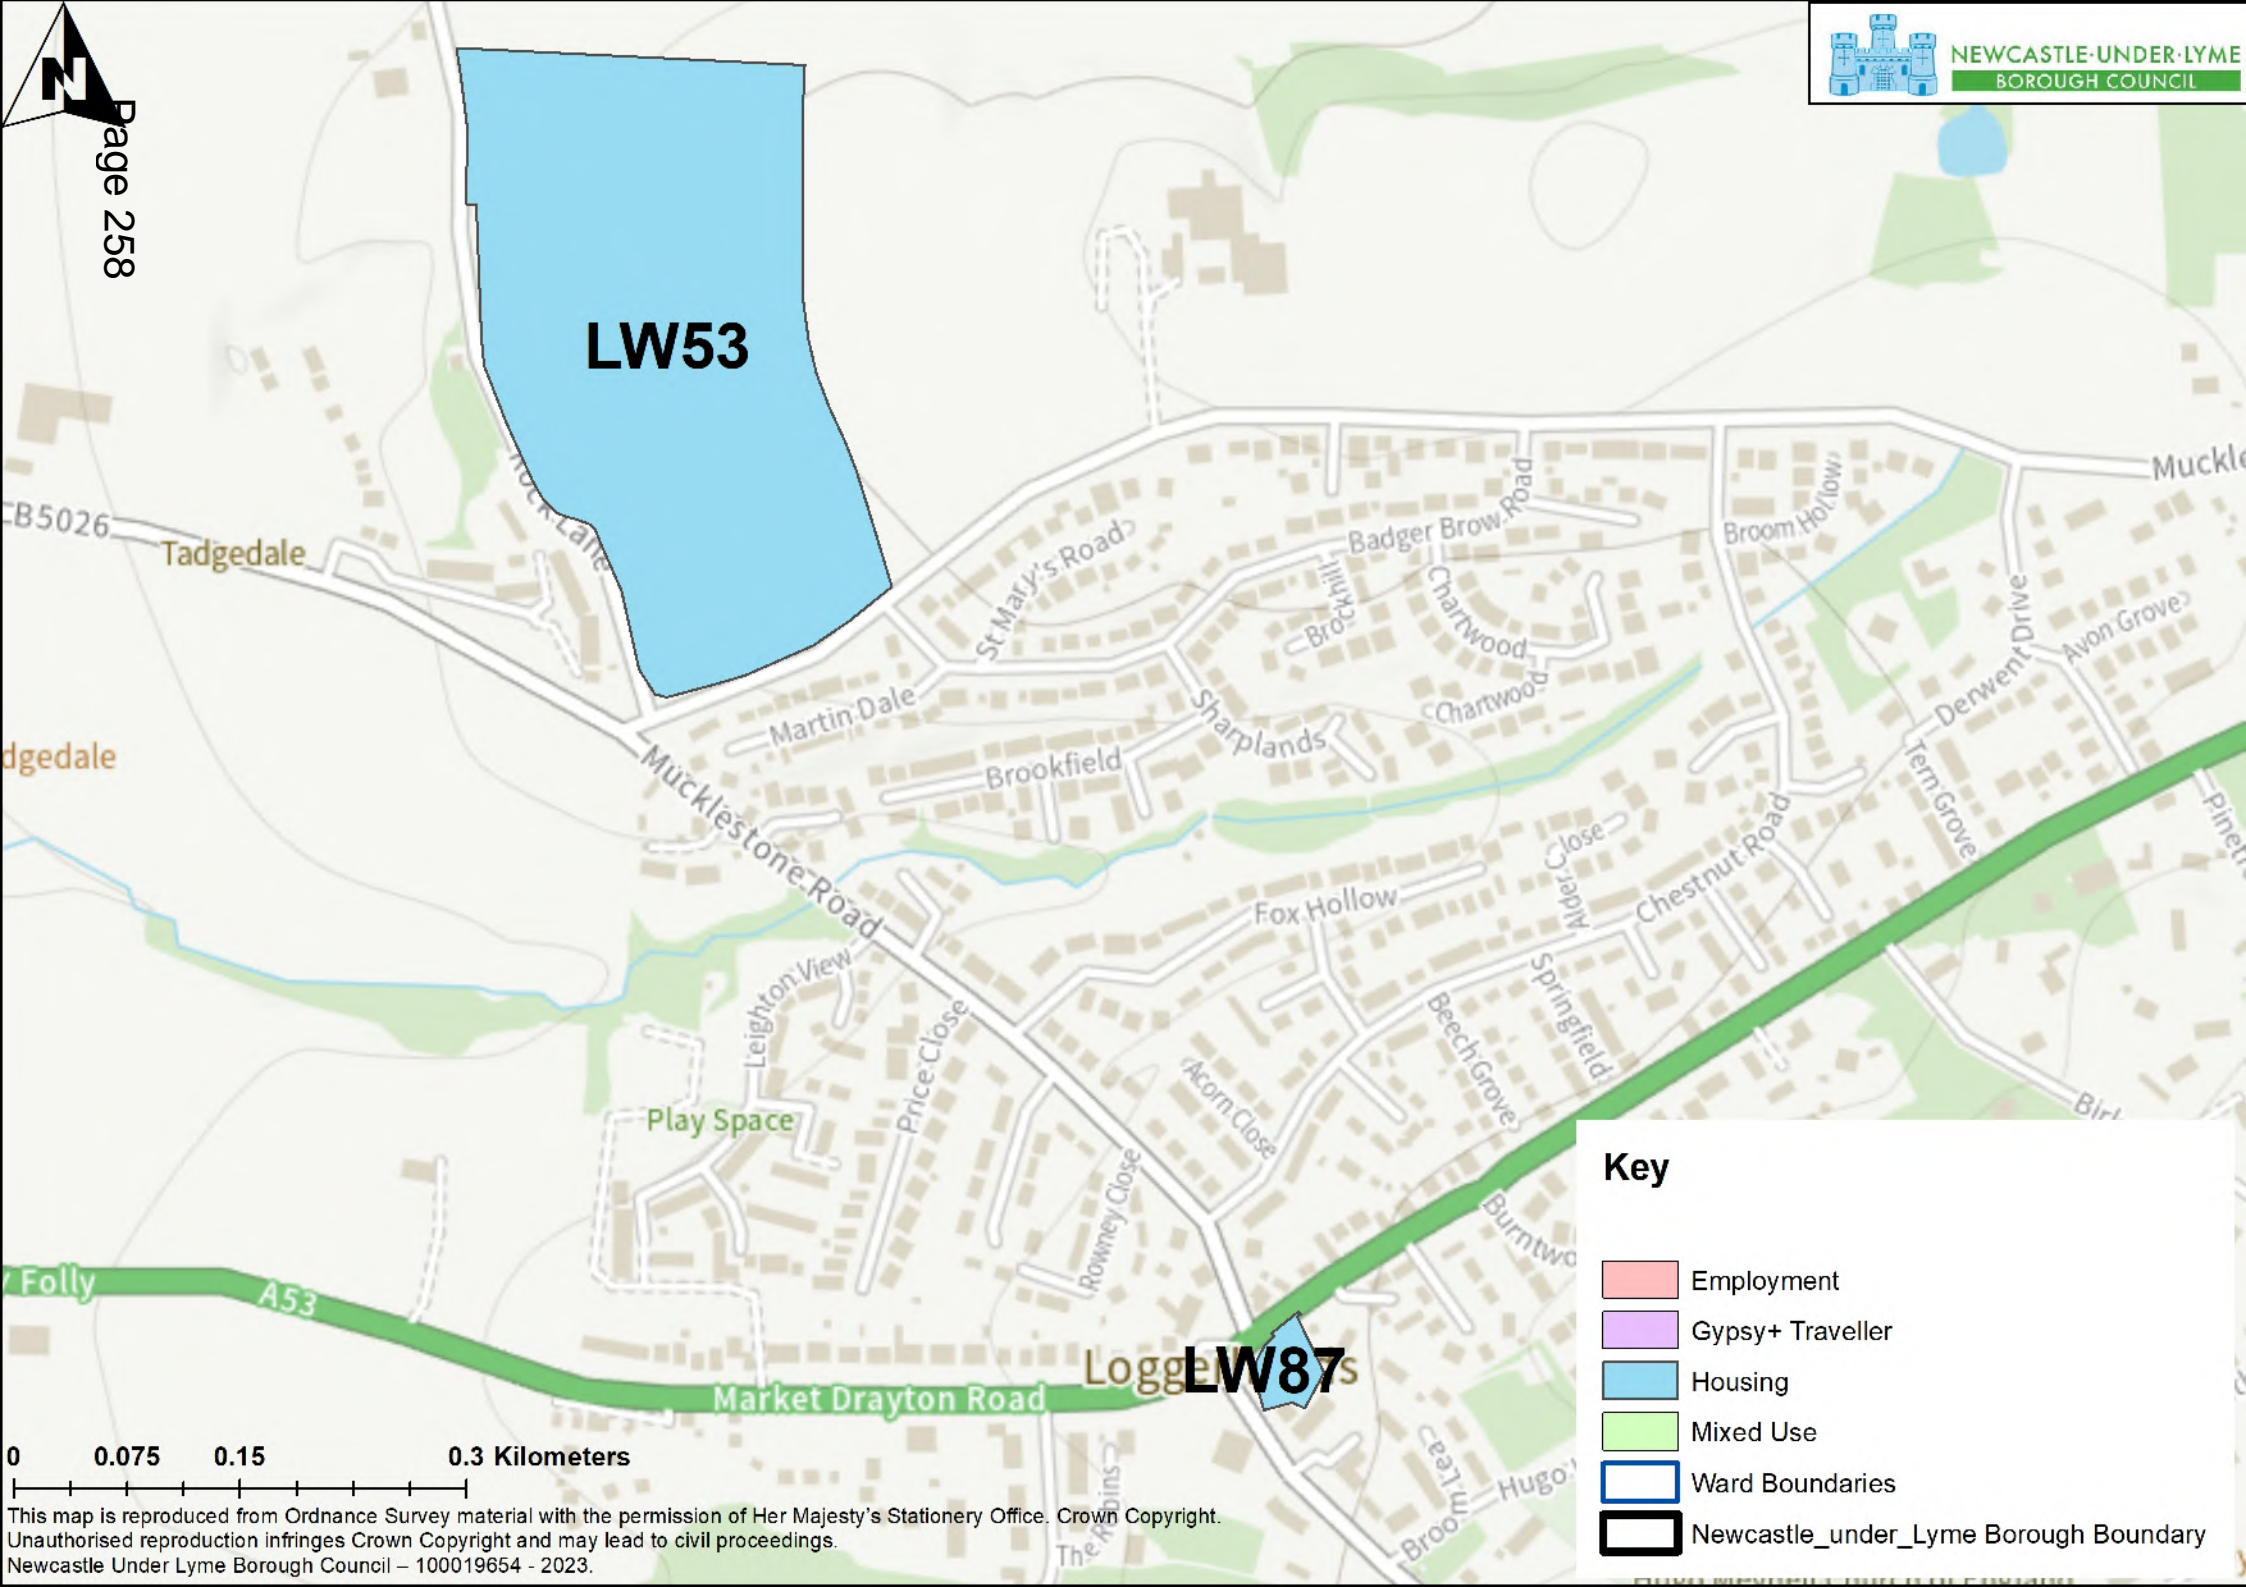 N
Page 258
NEWCASTLE·UNDER·LYME
BOROUGH COUNCIL
LW53
Rock Lane
B5026
Tadgedale
dgedale
Muckle
St Mary's Road
Badger Brow Road
Broom Hollow
Brockhill
Chartwood
Chartwood
Derwent Drive
Avon Grove
Martin Dale
Sharplands
Brookfield
Mucklestone Road
Tern Grove
Alder Close
Chestnut Road
Fox Hollow
Leighton View
Springfield
Price Close
Beech Grove
Acorn Close
Play Space
Rowney Close
Folly
A53
Market Drayton Road
LW87
Broom Lea
Hugo
The Robins
Key
Employment
Gypsy+ Traveller
Housing
Mixed Use
Ward Boundaries
Newcastle_under_Lyme Borough Boundary
0 0.075 0.15 0.3 Kilometers
This map is reproduced from Ordnance Survey material with the permission of Her Majesty's Stationery Office. Crown Copyright.
Unauthorised reproduction infringes Crown Copyright and may lead to civil proceedings.
Newcastle Under Lyme Borough Council – 100019654 - 2023.